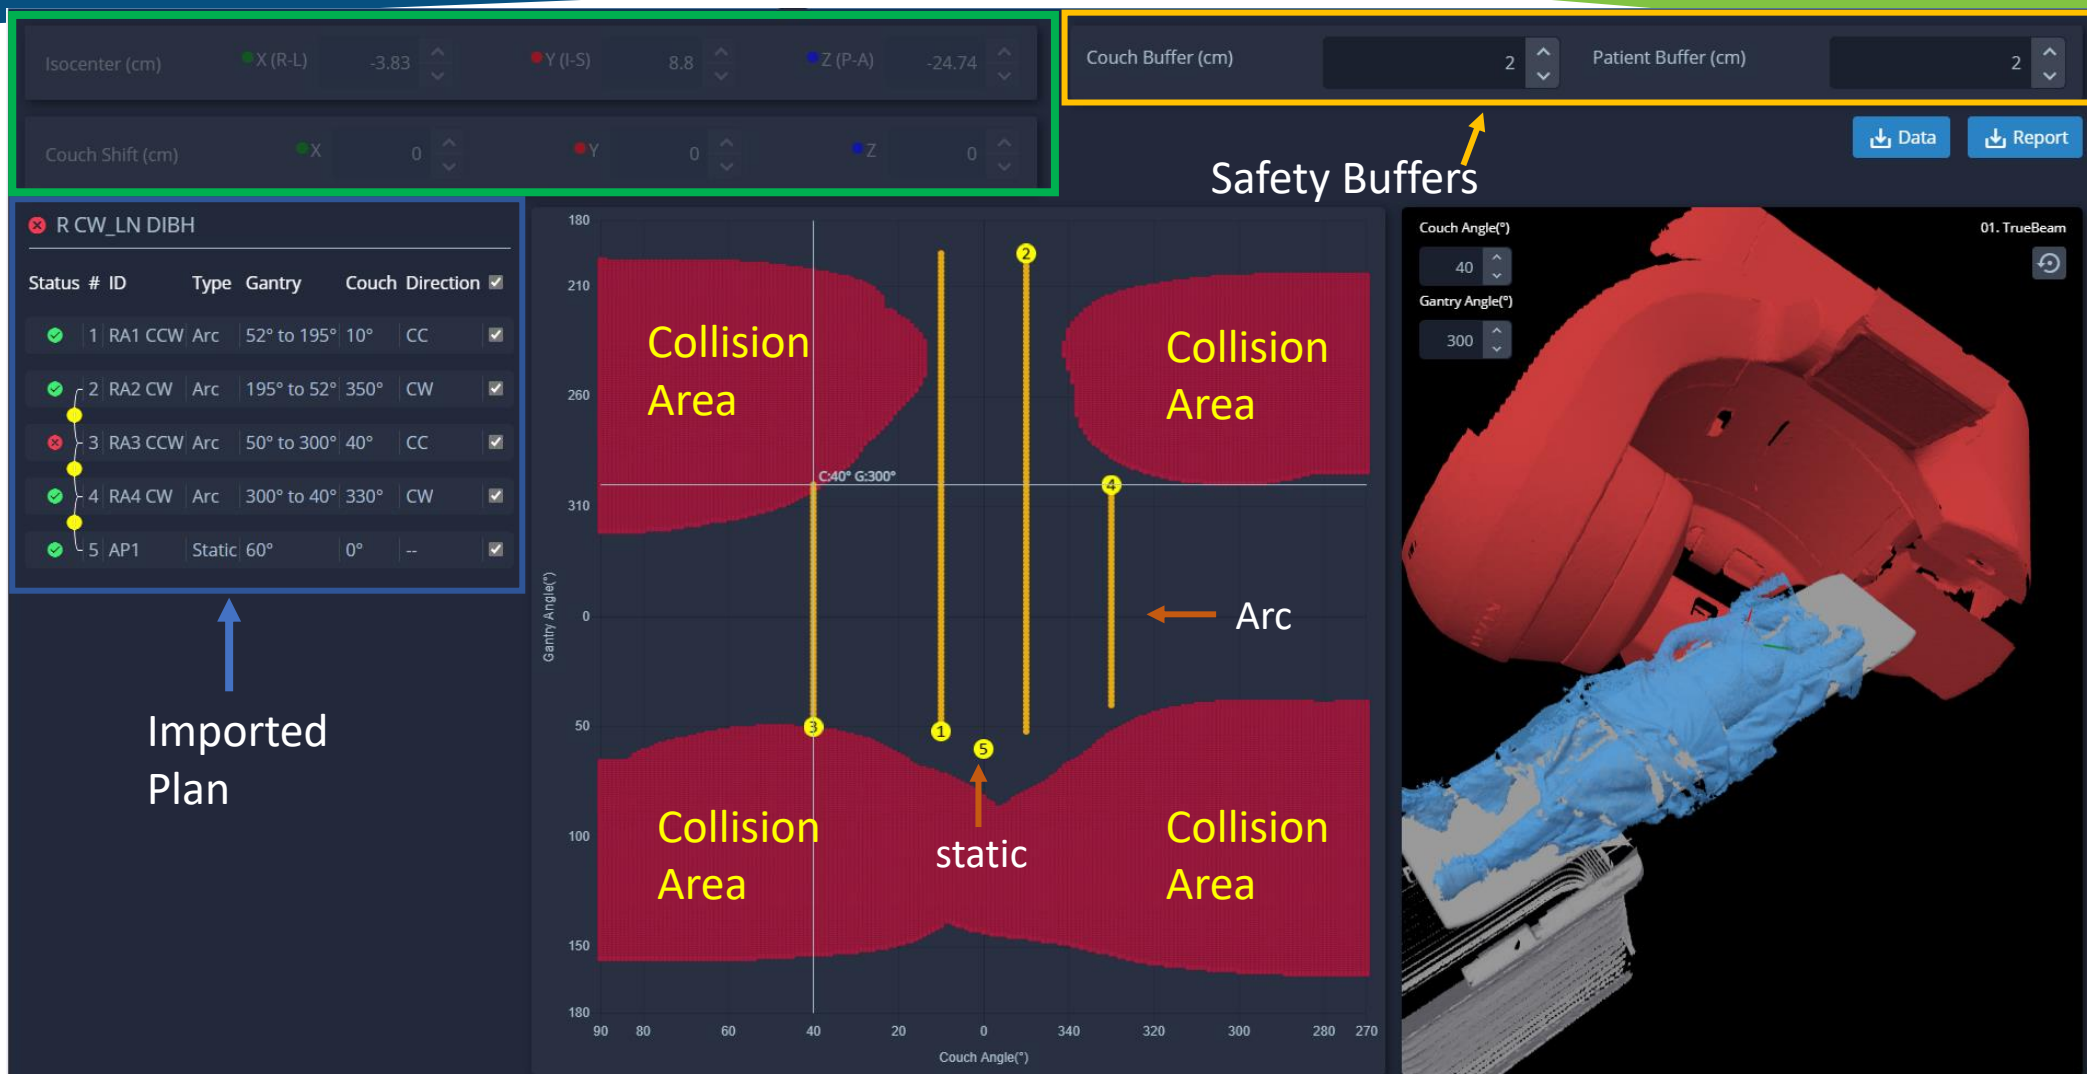 Isocenter (cm) X (R-L) -3.83 Y (I-S) 8.8 Z (P-A) -24.74
Couch Shift (cm) X 0 Y 0 Z 0
Couch Buffer (cm) 2 Patient Buffer (cm) 2
Safety Buffers
Data Report
R CW_LN DIBH
Status # ID Type Gantry Couch Direction
1 RA1 CCW Arc 52° to 195° 10° CC
2 RA2 CW Arc 195° to 52° 350° CW
3 RA3 CCW Arc 50° to 300° 40° CC
4 RA4 CW Arc 300° to 40° 330° CW
5 AP1 Static 60° 0° --
Imported
Plan
180
210
260
310
0
50
100
150
180
Gantry Angle(°)
90 80 60 40 20 0 340 320 300 280 270
Couch Angle(°)
Collision
Area
Collision
Area
C:40° G:300°
2
4
Arc
3
1
5
Collision
Area
static
Collision
Area
Couch Angle(°)
40
Gantry Angle(°)
300
01. TrueBeam